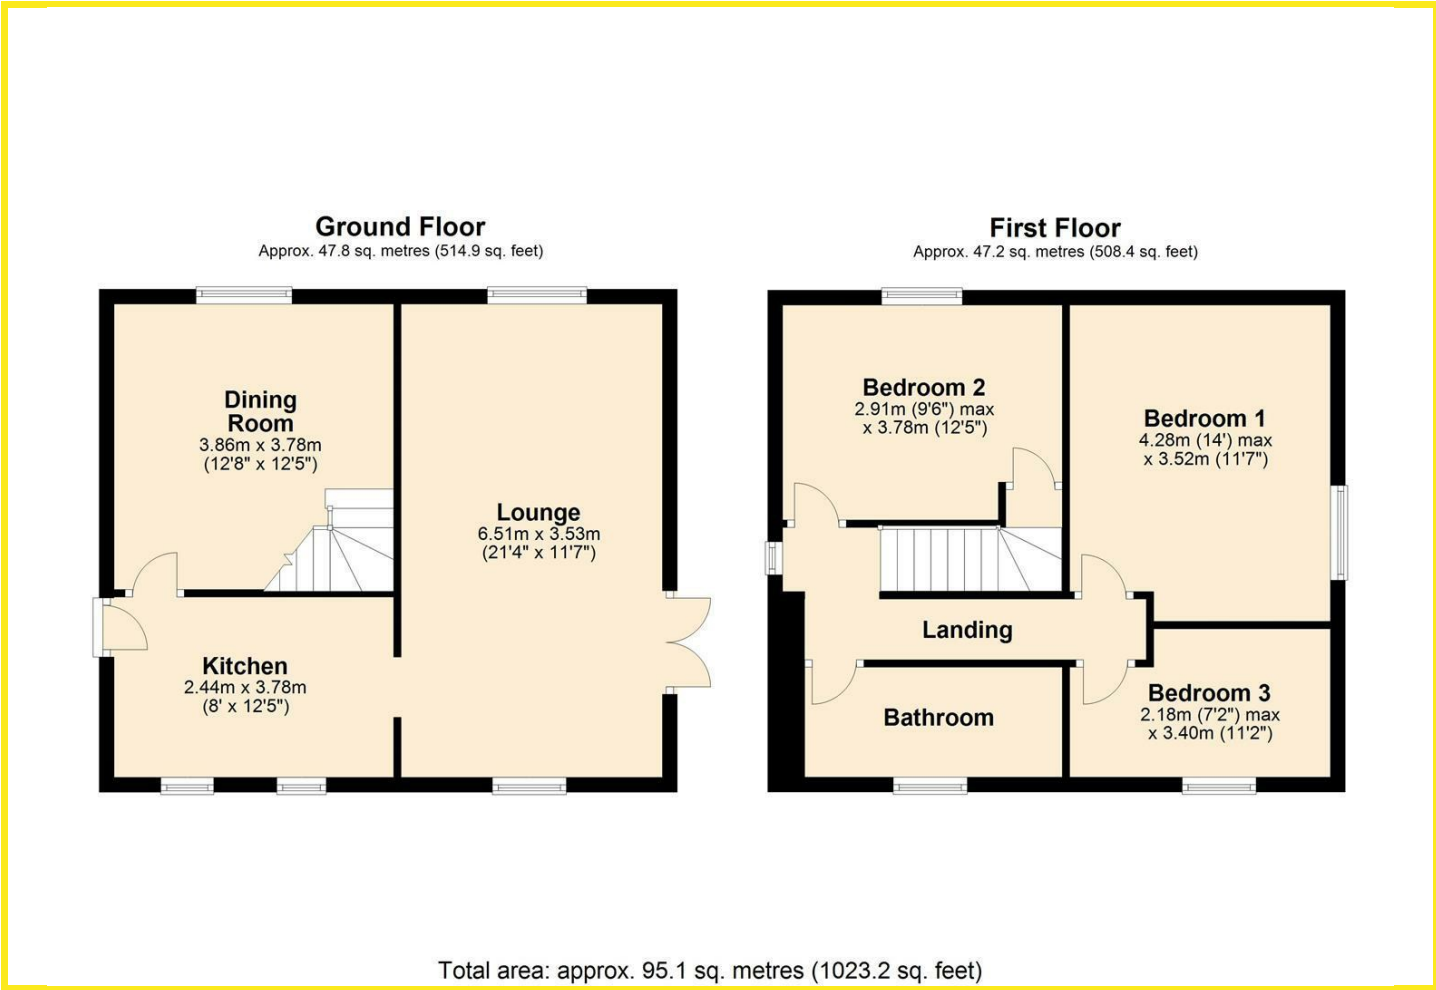 Ground Floor
Approx. 47.8 sq. metres (514.9 sq. feet)
Dining
Room
3.86m x 3.78m
(12'8" x 12'5")
Lounge
6.51m x 3.53m
(21'4" x 11'7")
Kitchen
2.44m x 3.78m
(8' x 12'5")
First Floor
Approx. 47.2 sq. metres (508.4 sq. feet)
Bedroom 2
2.91m (9'6") max
x 3.78m (12'5")
Bedroom 1
4.28m (14') max
x 3.52m (11'7")
Landing
Bathroom
Bedroom 3
2.18m (7'2") max
x 3.40m (11'2")
Total area: approx. 95.1 sq. metres (1023.2 sq. feet)